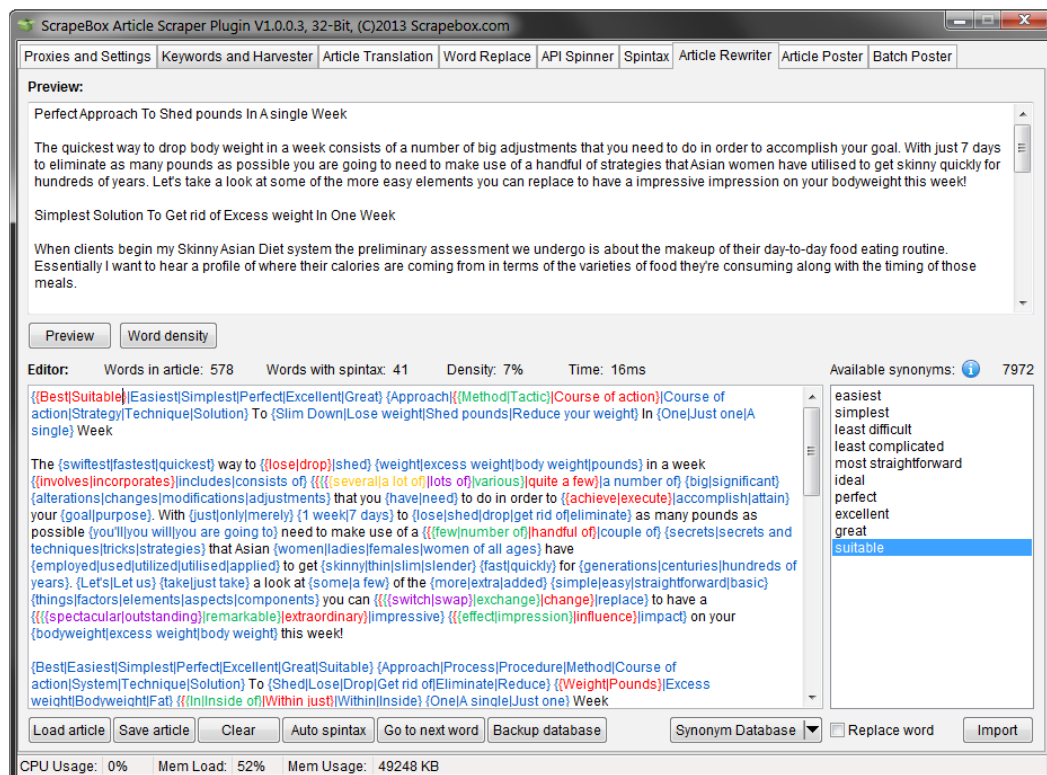 ScrapeBox Article Scraper Plugin V1.0.0.3, 32-Bit, (C)2013 Scrapebox.com
Proxies and Settings Keywords and Harvester Article Translation Word Replace API Spinner Spintax Article Rewriter Article Poster Batch Poster
Preview:
Perfect Approach To Shed pounds In A single Week
The quickest way to drop body weight in a week consists of a number of big adjustments that you need to do in order to accomplish your goal. With just 7 days
to eliminate as many pounds as possible you are going to need to make use of a handful of strategies that Asian women have utilised to get skinny quickly for
hundreds of years. Let's take a look at some of the more easy elements you can replace to have a impressive impression on your bodyweight this week!
Simplest Solution To Get rid of Excess weight In One Week
When clients begin my Skinny Asian Diet system the preliminary assessment we undergo is about the makeup of their day-to-day food eating routine.
Essentially I want to hear a profile of where their calories are coming from in terms of the varieties of food they're consuming along with the timing of those
meals.
Preview Word density
Editor: Words in article: 578 Words with spintax: 41 Density: 7% Time: 16ms Available synonyms: 7972
{{Best|Suitable}|Easiest|Simplest|Perfect|Excellent|Great} {Approach|{{Method|Tactic}|Course of action}|Course of
action|Strategy|Technique|Solution} To {Slim Down|Lose weight|Shed pounds|Reduce your weight} In {One|Just one|A
single} Week
The {swiftest|fastest|quickest} way to {{lose|drop}|shed} {weight|excess weight|body weight|pounds} in a week
{{involves|incorporates}|includes|consists of} {{{{{several|a lot of}|lots of}|various}|quite a few}|a number of} {big|significant}
{alterations|changes|modifications|adjustments} that you {have|need} to do in order to {{achieve|execute}|accomplish|attain}
your {goal|purpose}. With {just|only|merely} {1 week|7 days} to {lose|shed|drop|get rid of|eliminate} as many pounds as
possible {you'll|you will|you are going to} need to make use of a {{{few|number of}|handful of}|couple of} {secrets|secrets and
techniques|tricks|strategies} that Asian {women|ladies|females|women of all ages} have
{employed|used|utilized|utilised|applied} to get {skinny|thin|slim|slender} {fast|quickly} for {generations|centuries|hundreds of
years}. {Let's|Let us} {take|just take} a look at {some|a few} of the {more|extra|added} {simple|easy|straightforward|basic}
{things|factors|elements|aspects|components} you can {{{{switch|swap}|exchange}|change}|replace} to have a
{{{{spectacular|outstanding}|remarkable}|extraordinary}|impressive} {{{effect|impression}|influence}|impact} on your
{bodyweight|excess weight|body weight} this week!
{Best|Easiest|Simplest|Perfect|Excellent|Great|Suitable} {Approach|Process|Procedure|Method|Course of
action|System|Technique|Solution} To {Shed|Lose|Drop|Get rid of|Eliminate|Reduce} {{Weight|Pounds}|Excess
weight|Bodyweight|Fat} {{{In|Inside of}|Within just}|Within|Inside} {One|A single|Just one} Week
easiest
simplest
least difficult
least complicated
most straightforward
ideal
perfect
excellent
great
suitable
Load article Save article Clear Auto spintax Go to next word Backup database Synonym Database Replace word Import
CPU Usage: 0% Mem Load: 52% Mem Usage: 49248 KB